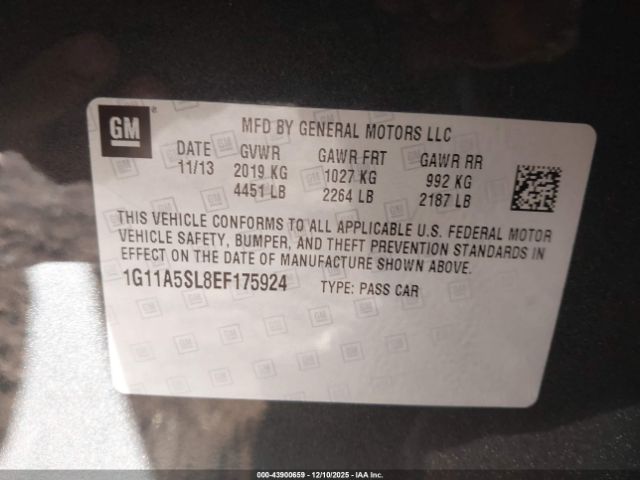 GM
MFD BY GENERAL MOTORS LLC
DATE GVWR GAWR FRT GAWR RR
11/13 2019 KG 1027 KG 992 KG
4451 LB 2264 LB 2187 LB
THIS VEHICLE CONFORMS TO ALL APPLICABLE U.S. FEDERAL MOTOR
VEHICLE SAFETY, BUMPER, AND THEFT PREVENTION STANDARDS IN
EFFECT ON THE DATE OF MANUFACTURE SHOWN ABOVE.
1G11A5SL8EF175924 TYPE: PASS CAR
000-43900659 | 12/10/2025 | IAA Inc.